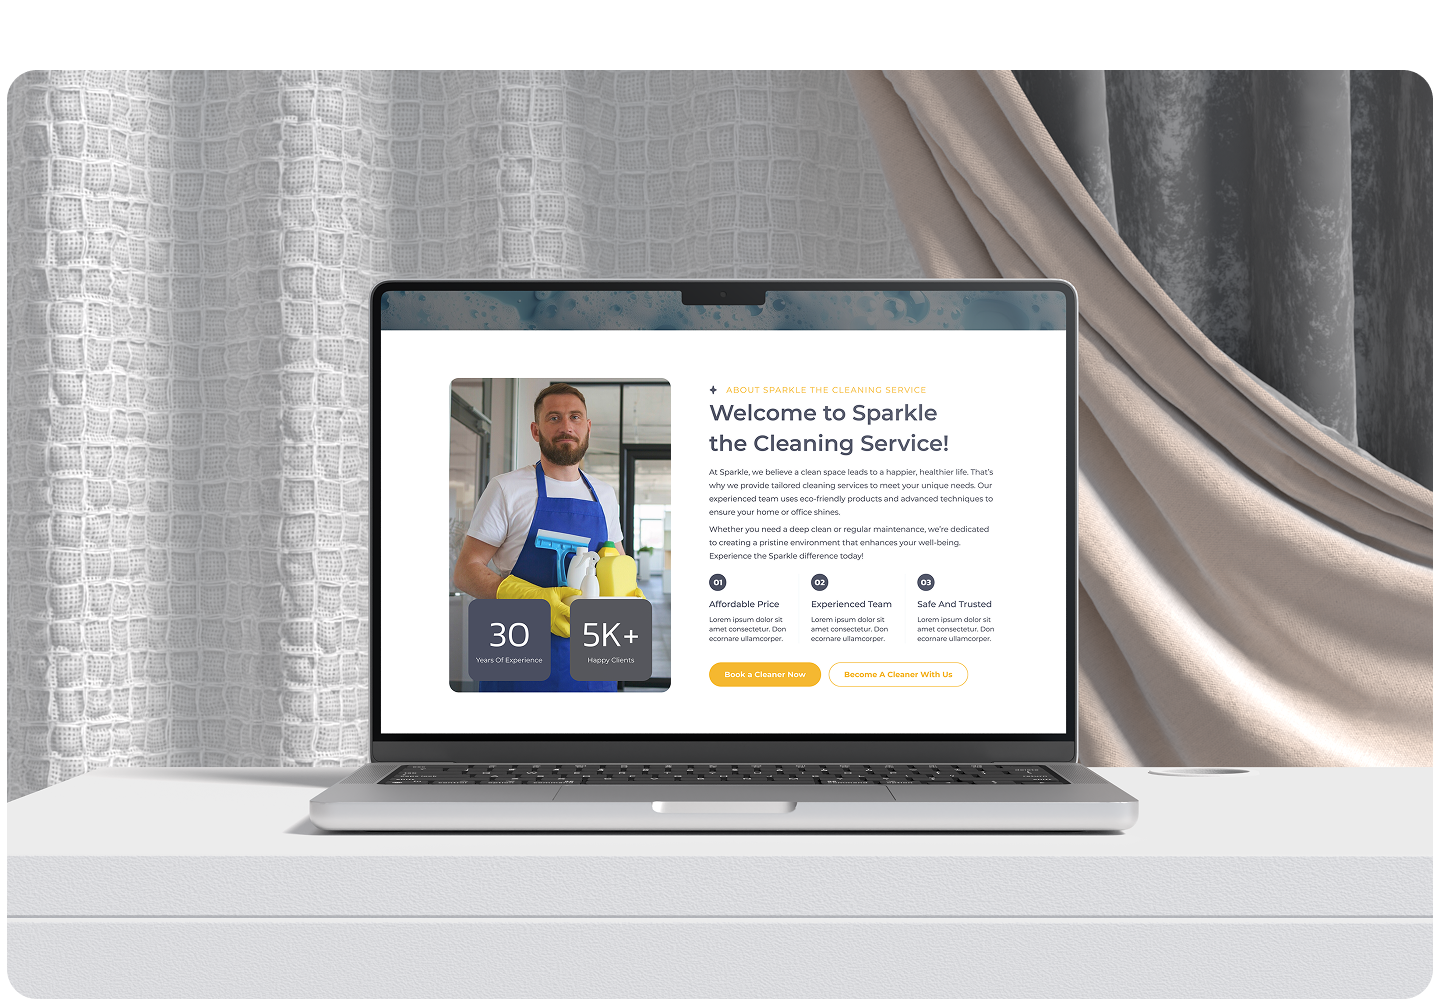 ABOUT SPARKLE THE CLEANING SERVICE
Welcome to Sparkle
the Cleaning Service!
At Sparkle, we believe a clean space leads to a happier, healthier life. That's
why we provide tailored cleaning services to meet your unique needs. Our
experienced team uses eco-friendly products and advanced techniques to
ensure your home or office shines.
Whether you need a deep clean or regular maintenance, we're dedicated
to creating a pristine environment that enhances your well-being.
Experience the Sparkle difference today!
01
Affordable Price
Lorem ipsum dolor sit
amet consectetur. Don
ecornare ullamcorper.
02
Experienced Team
Lorem ipsum dolor sit
amet consectetur. Don
ecornare ullamcorper.
03
Safe And Trusted
Lorem ipsum dolor sit
amet consectetur. Don
ecornare ullamcorper.
30
Years Of Experience
5K+
Happy Clients
Book a Cleaner Now
Become A Cleaner With Us